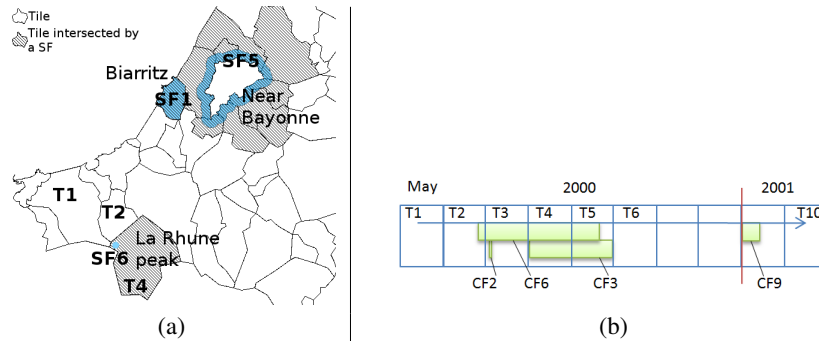 Tile
Tile intersected by
a SF
SF5
Biarritz
SF1
Near
Bayonne
T1
T2
La Rhune
peak
SF6
T4
(a)
May 2000 2001
T1 T2 T3 T4 T5 T6 T10
CF2 CF6 CF3 CF9
(b)